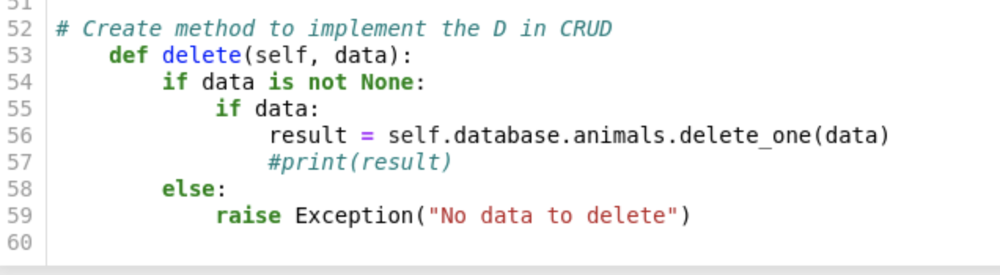 51
52 # Create method to implement the D in CRUD
53     def delete(self, data):
54         if data is not None:
55             if data:
56                 result = self.database.animals.delete_one(data)
57                 #print(result)
58         else:
59             raise Exception("No data to delete")
60